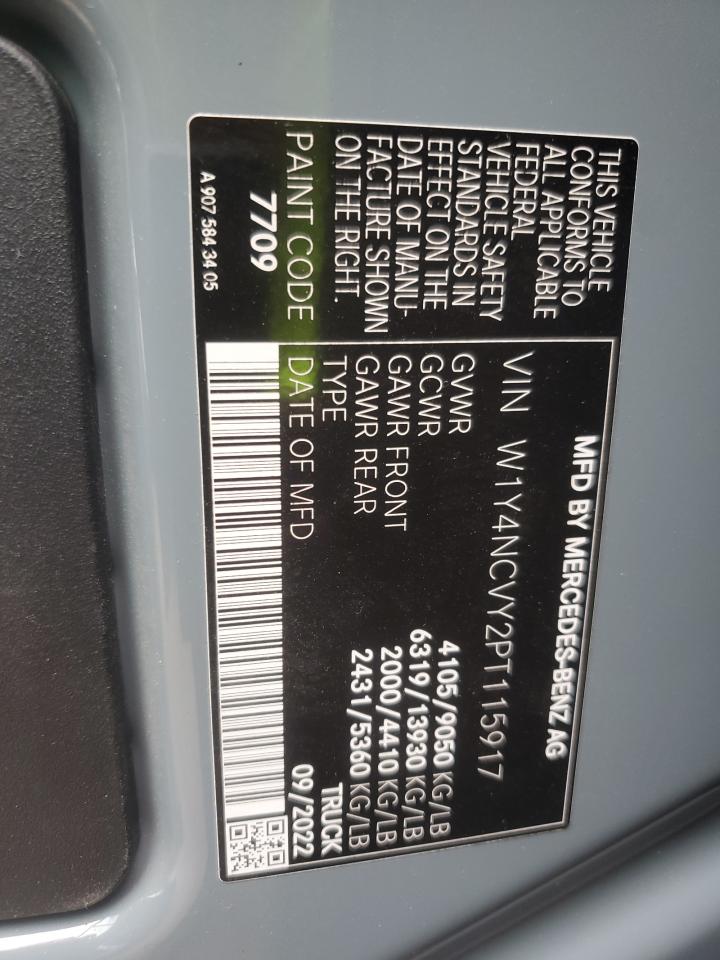 MFD BY MERCEDES-BENZ AG
THIS VEHICLE
CONFORMS TO
ALL APPLICABLE
FEDERAL
VEHICLE SAFETY
STANDARDS IN
EFFECT ON THE
DATE OF MANU-
FACTURE SHOWN
ON THE RIGHT.
PAINT CODE
7709
A 907 584 34 05
VIN W1Y4NCVY2PT115917
GVWR 4105/9050 KG/LB
GCWR 6319/13930 KG/LB
GAWR FRONT 2000/4410 KG/LB
GAWR REAR 2431/5360 KG/LB
TYPE TRUCK
DATE OF MFD 09/2022